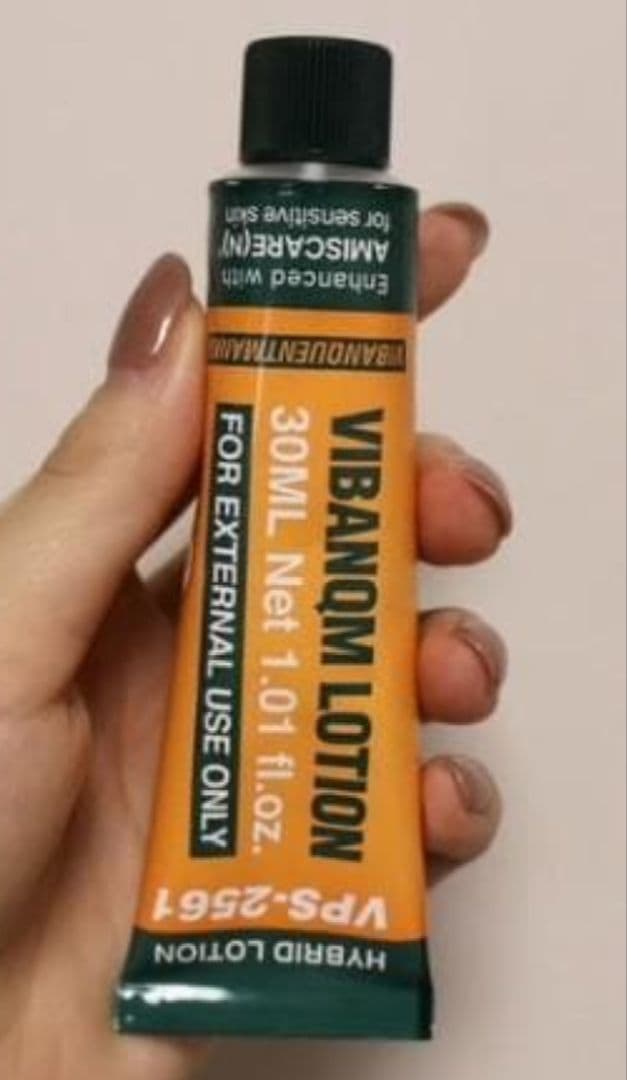 Enhanced with
AMISCARE(N)
for sensitive skin
VIBANQUENTMANN
VIBANQM LOTION
30ML Net 1.01 fl.oz.
FOR EXTERNAL USE ONLY
VPS-2561
HYBRID LOTION